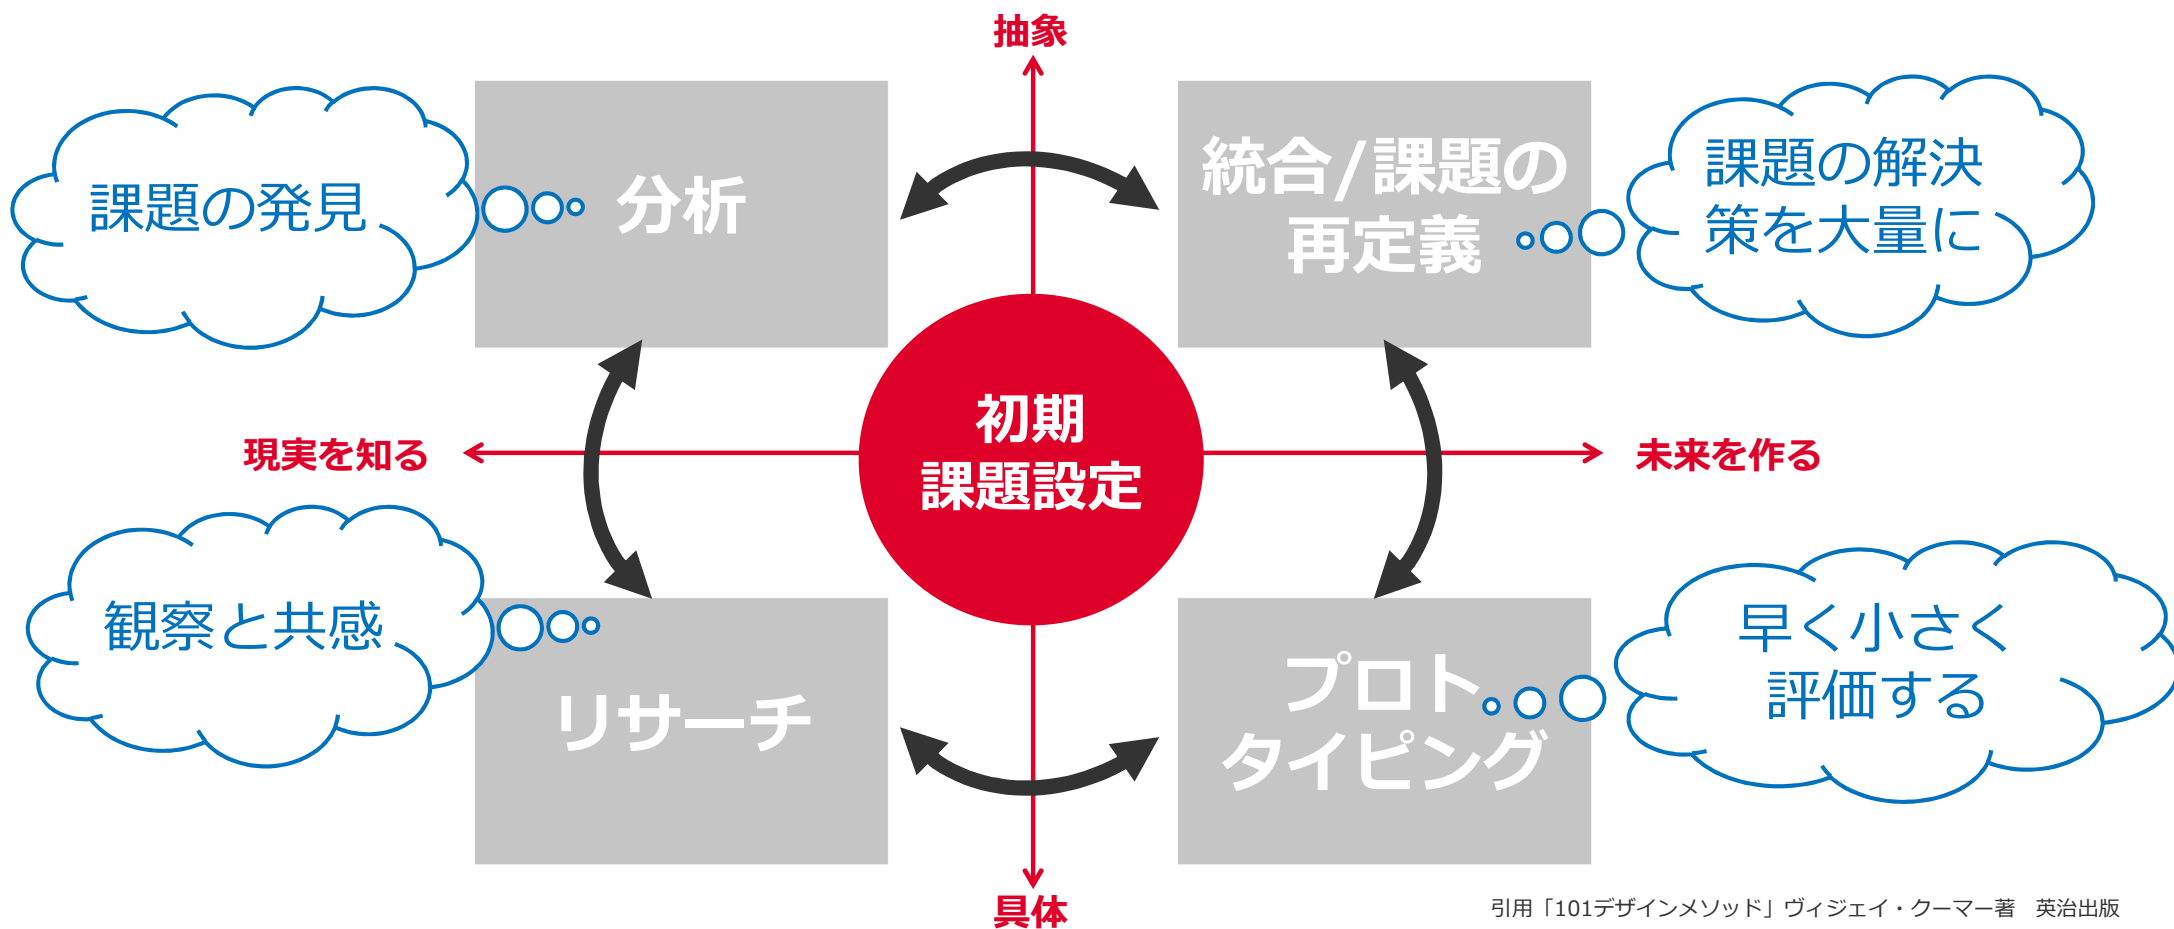 抽象
課題の発見
分析
統合/課題の
再定義
課題の解決
策を大量に
初期
課題設定
現実を知る
未来を作る
観察と共感
リサーチ
プロト
タイピング
早く小さく
評価する
具体
引用「101デザインメソッド」ヴィジェイ・クーマー著　英治出版